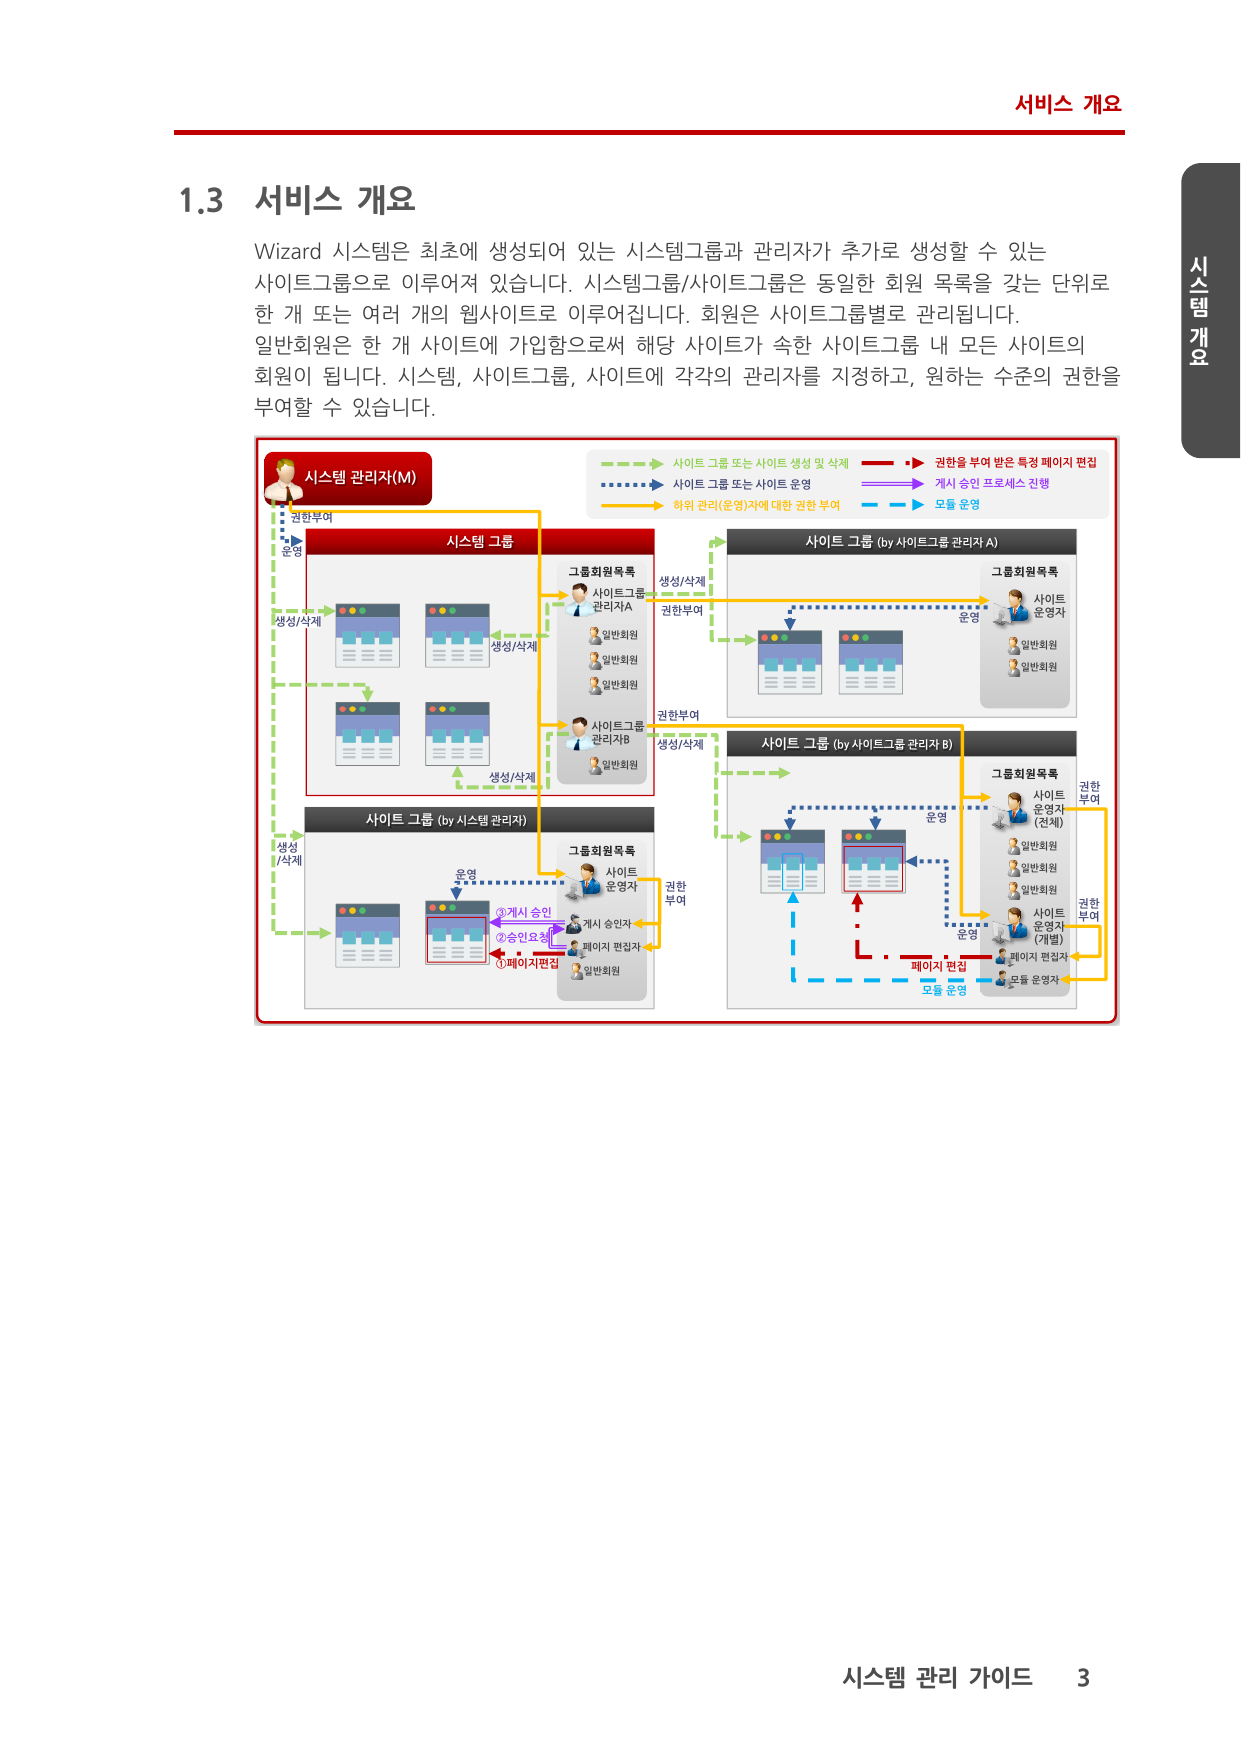 서비스 개요
1.3 서비스 개요
Wizard 시스템은 최초에 생성되어 있는 시스템그룹과 관리자가 추가로 생성할 수 있는
사이트그룹으로 이루어져 있습니다. 시스템그룹/사이트그룹은 동일한 회원 목록을 갖는 단위로
한 개 또는 여러 개의 웹사이트로 이루어집니다. 회원은 사이트그룹별로 관리됩니다.
일반회원은 한 개 사이트에 가입함으로써 해당 사이트가 속한 사이트그룹 내 모든 사이트의
회원이 됩니다. 시스템, 사이트그룹, 사이트에 각각의 관리자를 지정하고, 원하는 수준의 권한을
부여할 수 있습니다.
시스템 개요
시스템 관리자(M)
사이트 그룹 또는 사이트 생성 및 삭제
권한을 부여 받은 특정 페이지 편집
사이트 그룹 또는 사이트 운영
게시 승인 프로세스 진행
하위 관리(운영)자에 대한 권한 부여
모듈 운영
권한부여
운영
시스템 그룹
그룹회원목록
사이트그룹
관리자A
일반회원
일반회원
일반회원
사이트그룹
관리자B
일반회원
생성/삭제
생성/삭제
생성/삭제
생성/삭제
권한부여
사이트 그룹 (by 사이트그룹 관리자 A)
그룹회원목록
사이트
운영자
운영
일반회원
일반회원
권한부여
생성/삭제
사이트 그룹 (by 사이트그룹 관리자 B)
그룹회원목록
사이트
운영자
(전체)
권한
부여
운영
일반회원
일반회원
일반회원
사이트
운영자
(개별)
권한
부여
운영
페이지 편집자
모듈 운영자
페이지 편집
모듈 운영
사이트 그룹 (by 시스템 관리자)
생성
/삭제
그룹회원목록
사이트
운영자
운영
권한
부여
③게시 승인
게시 승인자
②승인요청
페이지 편집자
①페이지편집
일반회원
시스템 관리 가이드 3